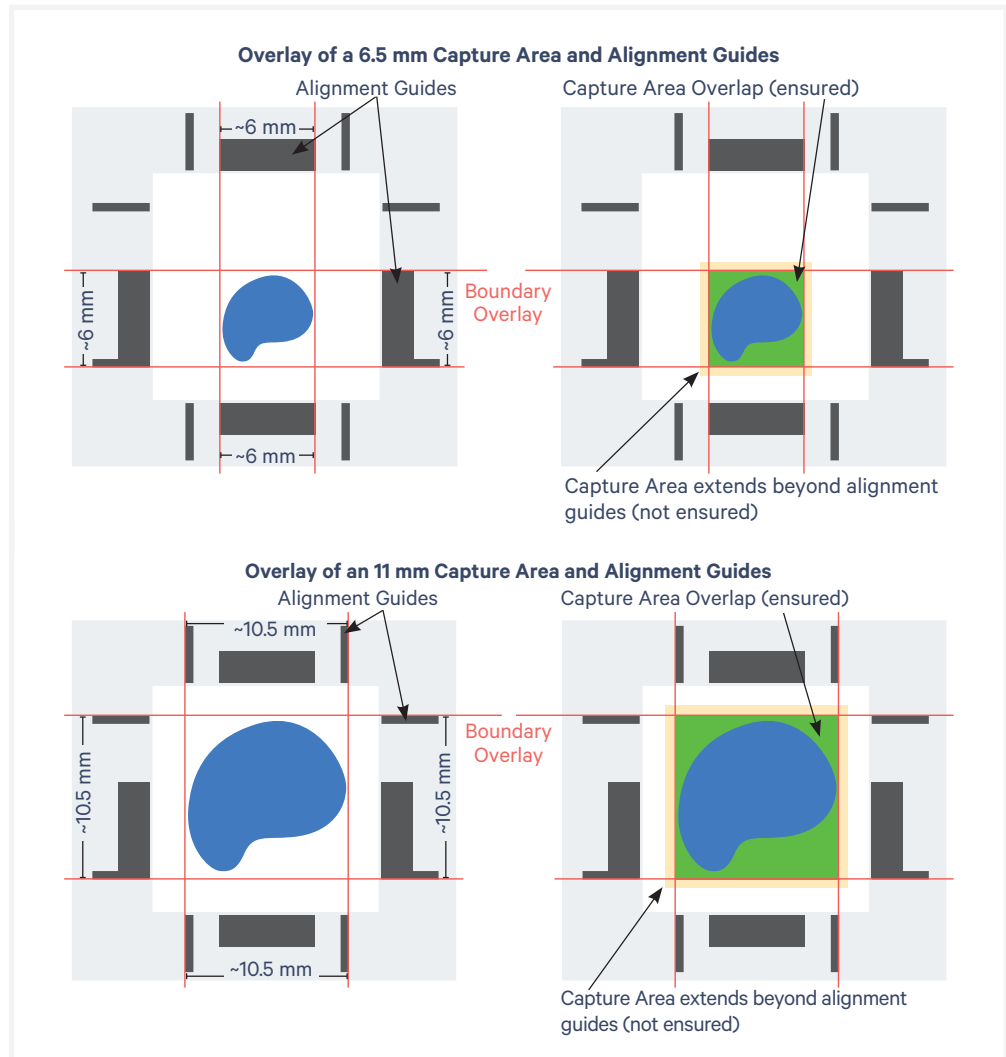 Overlay of a 6.5 mm Capture Area and Alignment Guides
Alignment Guides
Capture Area Overlap (ensured)
~6 mm
~6 mm
~6 mm
Boundary
Overlay
~6 mm
Capture Area extends beyond alignment
guides (not ensured)
Overlay of an 11 mm Capture Area and Alignment Guides
Alignment Guides
Capture Area Overlap (ensured)
~10.5 mm
~10.5 mm
~10.5 mm
Boundary
Overlay
~10.5 mm
Capture Area extends beyond alignment
guides (not ensured)